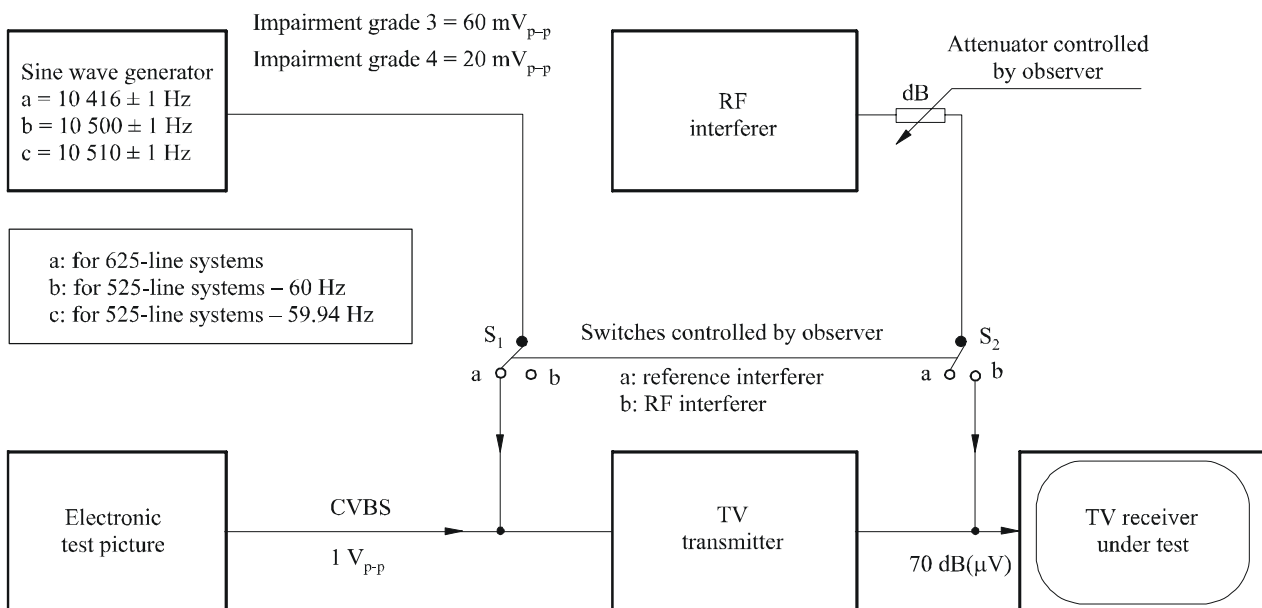 Impairment grade 3 = 60 mVp–p
Impairment grade 4 = 20 mVp–p
Sine wave generator
a = 10 416 ± 1 Hz
b = 10 500 ± 1 Hz
c = 10 510 ± 1 Hz
RF
interferer
dB
Attenuator controlled
by observer
a: for 625-line systems
b: for 525-line systems – 60 Hz
c: for 525-line systems – 59.94 Hz
S1
a
b
Switches controlled by observer
a: reference interferer
b: RF interferer
S2
a
b
Electronic
test picture
CVBS
1 Vp-p
TV
transmitter
70 dB(μV)
TV receiver
under test